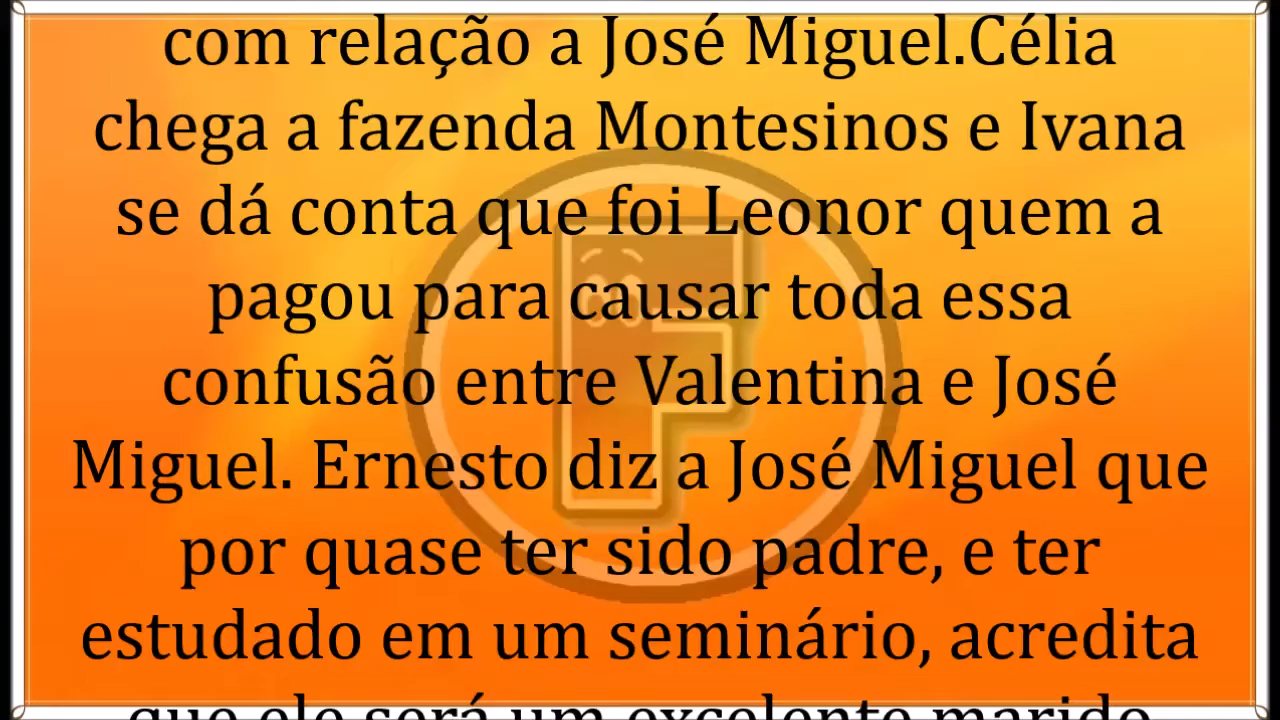 com relação a José Miguel.Célia
chega a fazenda Montesinos e Ivana
se dá conta que foi Leonor quem a
pagou para causar toda essa
confusão entre Valentina e José
Miguel. Ernesto diz a José Miguel que
por quase ter sido padre, e ter
estudado em um seminário, acredita
que ele será um excelente marido